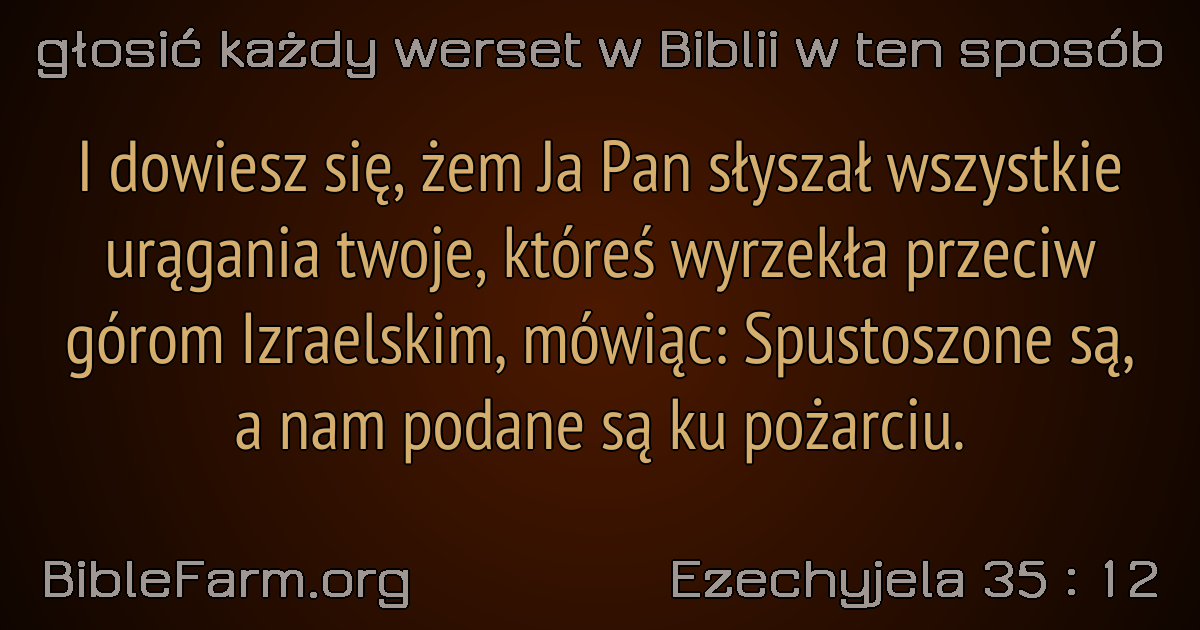 głosić każdy werset w Biblii w ten sposób
I dowiesz się, żem Ja Pan słyszał wszystkie
urągania twoje, któreś wyrzekła przeciw
górom Izraelskim, mówiąc: Spustoszone są,
a nam podane są ku pożarciu.
BibleFarm.org
Ezechyjela 35 : 12